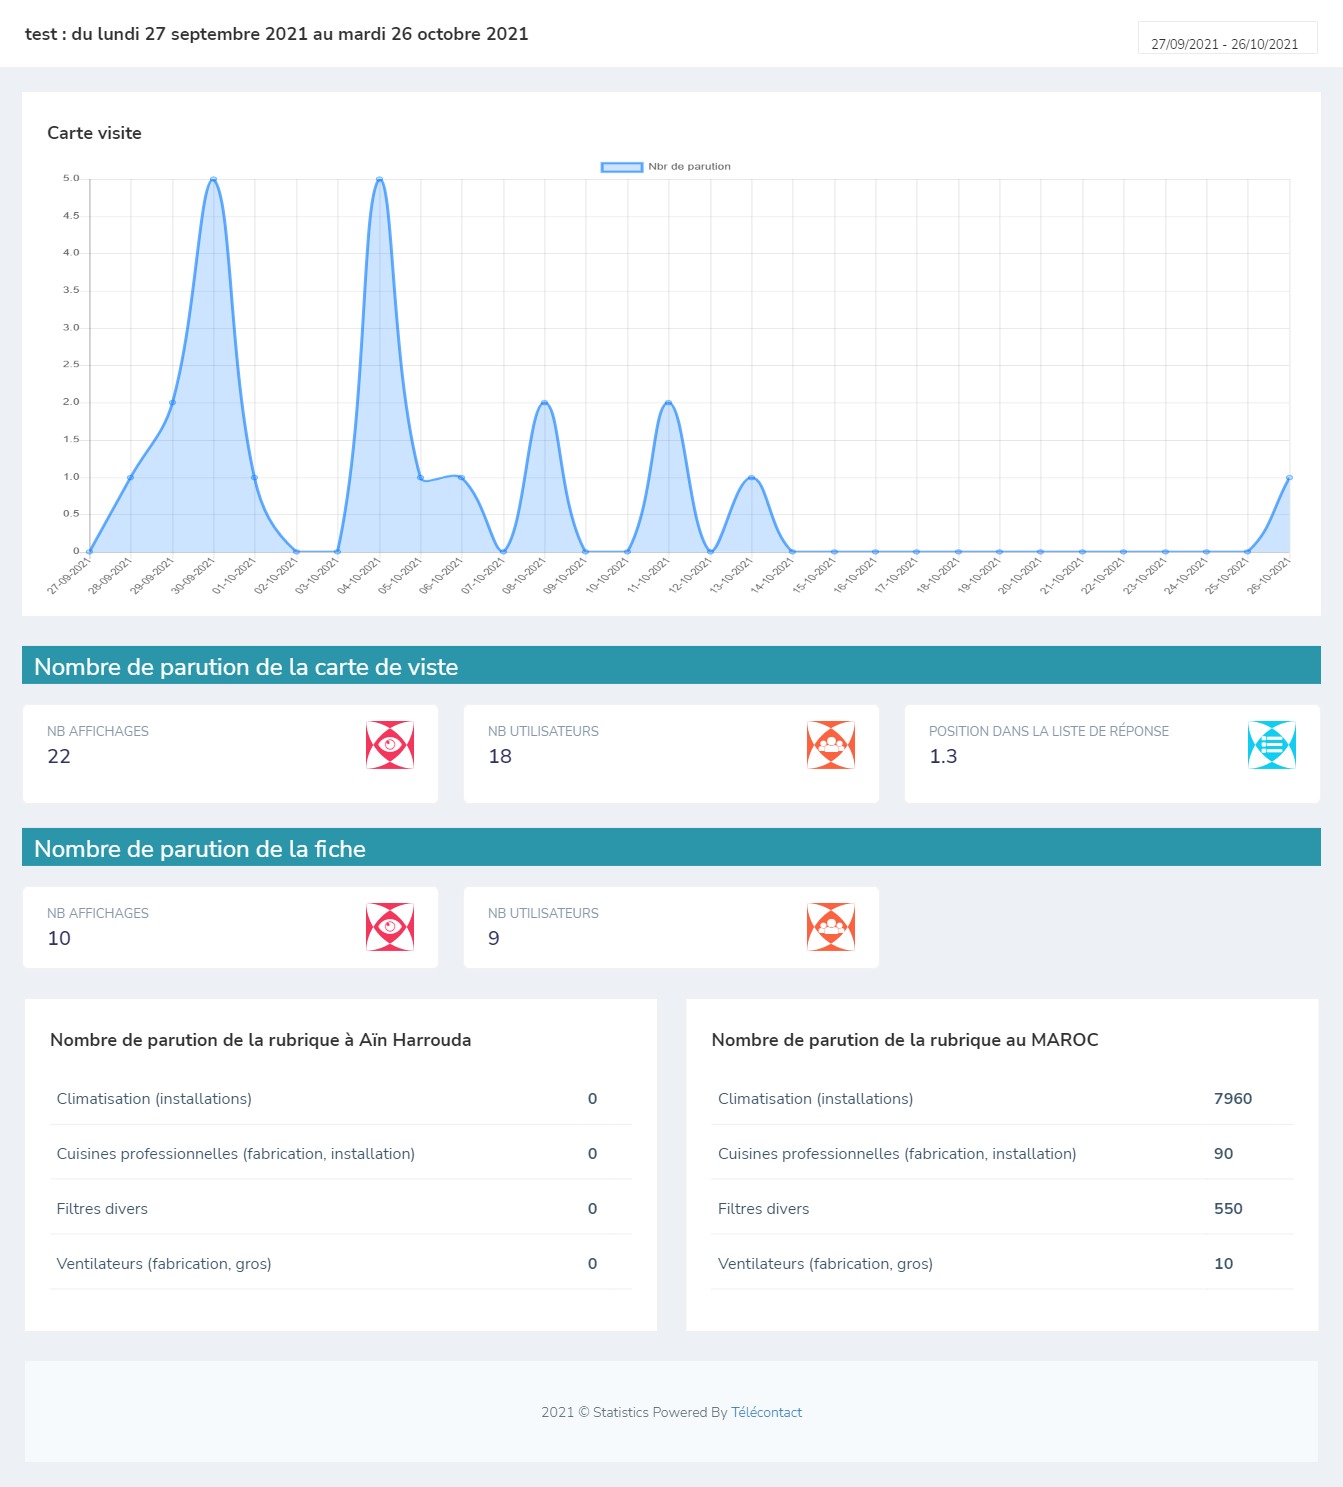 test : du lundi 27 septembre 2021 au mardi 26 octobre 2021
27/09/2021 - 26/10/2021
Carte visite
Nbr de parution
5.0
4.5
4.0
3.5
3.0
2.5
2.0
1.5
1.0
0.5
0
27-09-2021
28-09-2021
29-09-2021
30-09-2021
01-10-2021
02-10-2021
03-10-2021
04-10-2021
05-10-2021
06-10-2021
07-10-2021
08-10-2021
09-10-2021
10-10-2021
11-10-2021
12-10-2021
13-10-2021
14-10-2021
15-10-2021
16-10-2021
17-10-2021
18-10-2021
19-10-2021
20-10-2021
21-10-2021
22-10-2021
23-10-2021
24-10-2021
25-10-2021
26-10-2021
Nombre de parution de la carte de viste
NB AFFICHAGES
22
NB UTILISATEURS
18
POSITION DANS LA LISTE DE RÉPONSE
1.3
Nombre de parution de la fiche
NB AFFICHAGES
10
NB UTILISATEURS
9
Nombre de parution de la rubrique à Aïn Harrouda
Climatisation (installations) 0
Cuisines professionnelles (fabrication, installation) 0
Filtres divers 0
Ventilateurs (fabrication, gros) 0
Nombre de parution de la rubrique au MAROC
Climatisation (installations) 7960
Cuisines professionnelles (fabrication, installation) 90
Filtres divers 550
Ventilateurs (fabrication, gros) 10
2021 © Statistics Powered By Télécontact